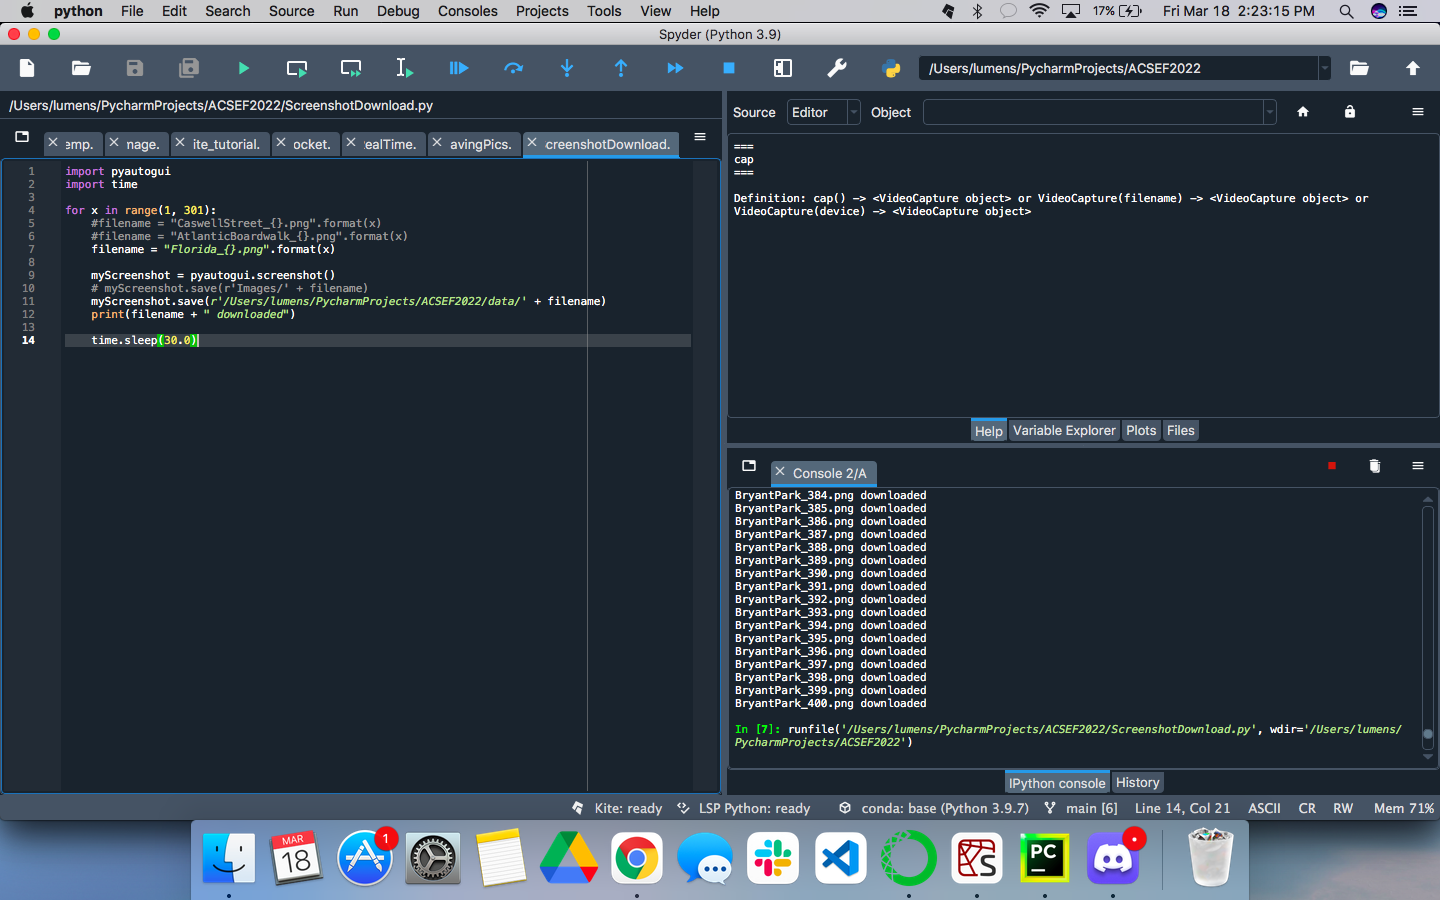 python File Edit Search Source Run Debug Consoles Projects Tools View Help 17% Fri Mar 18 2:23:15 PM
Spyder (Python 3.9)
/Users/lumens/PycharmProjects/ACSEF2022
/Users/lumens/PycharmProjects/ACSEF2022/ScreenshotDownload.py
emp. nage. ite_tutorial. ocket. ealTime. avingPics. creenshotDownload.
1 import pyautogui
2 import time
3
4 for x in range(1, 301):
5 #filename = "CaswellStreet_{}.png".format(x)
6 #filename = "AtlanticBoardwalk_{}.png".format(x)
7 filename = "Florida_{}.png".format(x)
8
9 myScreenshot = pyautogui.screenshot()
10 # myScreenshot.save(r'Images/' + filename)
11 myScreenshot.save(r'/Users/lumens/PycharmProjects/ACSEF2022/data/' + filename)
12 print(filename + " downloaded")
13
14 time.sleep(30.0)
Source Editor Object
===
cap
===
Definition: cap() -> <VideoCapture object> or VideoCapture(filename) -> <VideoCapture object> or
VideoCapture(device) -> <VideoCapture object>
Help Variable Explorer Plots Files
Console 2/A
BryantPark_384.png downloaded
BryantPark_385.png downloaded
BryantPark_386.png downloaded
BryantPark_387.png downloaded
BryantPark_388.png downloaded
BryantPark_389.png downloaded
BryantPark_390.png downloaded
BryantPark_391.png downloaded
BryantPark_392.png downloaded
BryantPark_393.png downloaded
BryantPark_394.png downloaded
BryantPark_395.png downloaded
BryantPark_396.png downloaded
BryantPark_397.png downloaded
BryantPark_398.png downloaded
BryantPark_399.png downloaded
BryantPark_400.png downloaded
In [7]: runfile('/Users/lumens/PycharmProjects/ACSEF2022/ScreenshotDownload.py', wdir='/Users/lumens/
PycharmProjects/ACSEF2022')
IPython console History
Kite: ready LSP Python: ready conda: base (Python 3.9.7) main [6] Line 14, Col 21 ASCII CR RW Mem 71%
MAR
18
1
PC
S